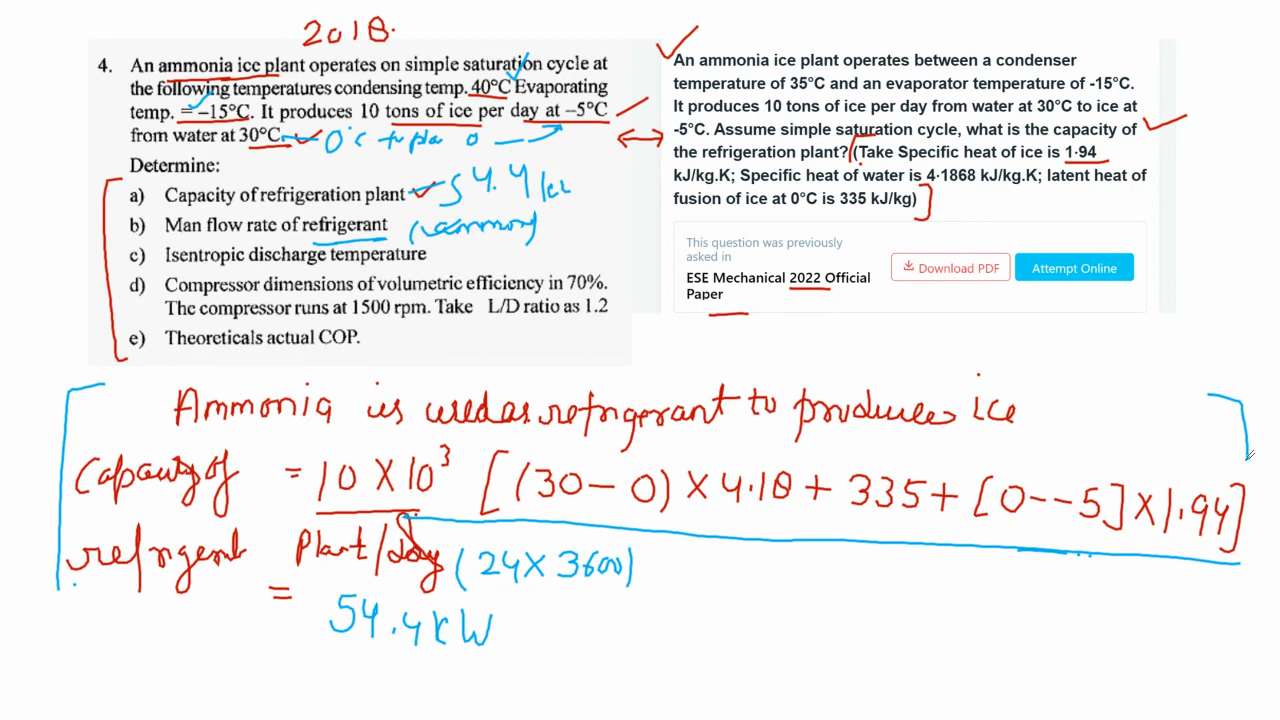 2018.
4. An ammonia ice plant operates on simple saturation cycle at
the following temperatures condensing temp. 40°C Evaporating
temp. = –15°C. It produces 10 tons of ice per day at –5°C
from water at 30°C 0°C to
Determine:
a) Capacity of refrigeration plant 54.4
b) Man flow rate of refrigerant
c) Isentropic discharge temperature
d) Compressor dimensions of volumetric efficiency in 70%.
The compressor runs at 1500 rpm. Take L/D ratio as 1.2
e) Theoreticals actual COP.
An ammonia ice plant operates between a condenser
temperature of 35°C and an evaporator temperature of -15°C.
It produces 10 tons of ice per day from water at 30°C to ice at
-5°C. Assume simple saturation cycle, what is the capacity of
the refrigeration plant? (Take Specific heat of ice is 1·94
kJ/kg.K; Specific heat of water is 4·1868 kJ/kg.K; latent heat of
fusion of ice at 0°C is 335 kJ/kg)
This question was previously
asked in
ESE Mechanical 2022 Official
Paper
Download PDF
Attempt Online
Ammonia is used as refrigerant to produces ice
Capacity of = 10 X 10³ [(30 – 0) X 4.18 + 335 + [0 – – 5] X 1.94]
refrgent Plant/day (24 X 3600)
= 54.4 KW